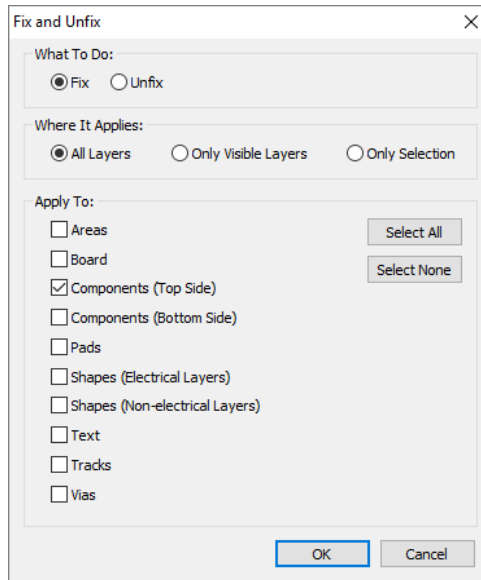 Fix and Unfix
What To Do:
Fix Unfix
Where It Applies:
All Layers Only Visible Layers Only Selection
Apply To:
Areas
Select All
Board
Select None
Components (Top Side)
Components (Bottom Side)
Pads
Shapes (Electrical Layers)
Shapes (Non-electrical Layers)
Text
Tracks
Vias
OK Cancel